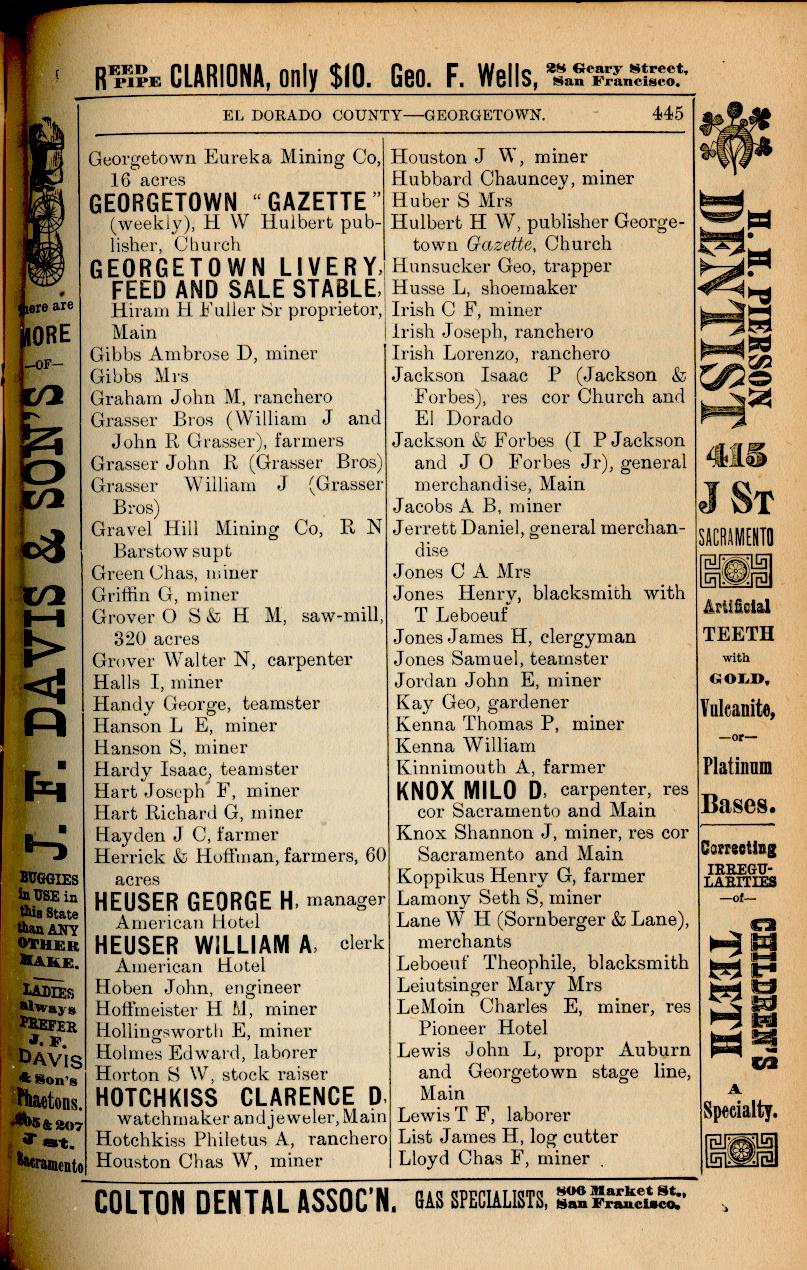 REED PIPE CLARIONA, only $10. Geo. F. Wells, 28 Geary Street, San Francisco.
EL DORADO COUNTY—GEORGETOWN. 445
Georgetown Eureka Mining Co,
16 acres
GEORGETOWN "GAZETTE"
(weekly), H W Hulbert pub-
lisher, Church
GEORGETOWN LIVERY,
FEED AND SALE STABLE,
Hiram H Fuller Sr proprietor,
Main
Gibbs Ambrose D, miner
Gibbs Mrs
Graham John M, ranchero
Grasser Bros (William J and
John R Grasser), farmers
Grasser John R (Grasser Bros)
Grasser William J (Grasser
Bros)
Gravel Hill Mining Co, R N
Barstow supt
Green Chas, miner
Griffin G, miner
Grover O S & H M, saw-mill,
320 acres
Grover Walter N, carpenter
Halls I, miner
Handy George, teamster
Hanson L E, miner
Hanson S, miner
Hardy Isaac, teamster
Hart Joseph F, miner
Hart Richard G, miner
Hayden J C, farmer
Herrick & Hoffman, farmers, 60
acres
HEUSER GEORGE H, manager
American Hotel
HEUSER WILLIAM A, clerk
American Hotel
Hoben John, engineer
Hoffmeister H M, miner
Hollingsworth E, miner
Holmes Edward, laborer
Horton S W, stock raiser
HOTCHKISS CLARENCE D,
watchmaker and jeweler, Main
Hotchkiss Philetus A, ranchero
Houston Chas W, miner
Houston J W, miner
Hubbard Chauncey, miner
Huber S Mrs
Hulbert H W, publisher George-
town Gazette, Church
Hunsucker Geo, trapper
Husse L, shoemaker
Irish C F, miner
Irish Joseph, ranchero
Irish Lorenzo, ranchero
Jackson Isaac P (Jackson &
Forbes), res cor Church and
El Dorado
Jackson & Forbes (I P Jackson
and J O Forbes Jr), general
merchandise, Main
Jacobs A B, miner
Jerrett Daniel, general merchan-
dise
Jones C A Mrs
Jones Henry, blacksmith with
T Leboeuf
Jones James H, clergyman
Jones Samuel, teamster
Jordan John E, miner
Kay Geo, gardener
Kenna Thomas P, miner
Kenna William
Kinnimouth A, farmer
KNOX MILO D, carpenter, res
cor Sacramento and Main
Knox Shannon J, miner, res cor
Sacramento and Main
Koppikus Henry G, farmer
Lamony Seth S, miner
Lane W H (Sornberger & Lane),
merchants
Leboeuf Theophile, blacksmith
Leiutsinger Mary Mrs
LeMoin Charles E, miner, res
Pioneer Hotel
Lewis John L, propr Auburn
and Georgetown stage line,
Main
Lewis T F, laborer
List James H, log cutter
Lloyd Chas F, miner
There are
MORE
—OF—
J. F. DAVIS & SON'S
BUGGIES
in USE in
this State
than ANY
OTHER
MAKE.
LADIES
always
PREFER
J. F.
DAVIS
& Son's
Phaetons.
205 & 207
J st.
Sacramento
H. H. PIERSON
DENTIST
415
J ST
SACRAMENTO
Artificial
TEETH
with
GOLD,
Vulcanite,
—or—
Platinum
Bases.
Correcting
IRREGU-
LARITIES
—of—
CHILDREN'S
TEETH
A
Specialty.
COLTON DENTAL ASSOC'N. GAS SPECIALISTS, 806 Market St., San Francisco.